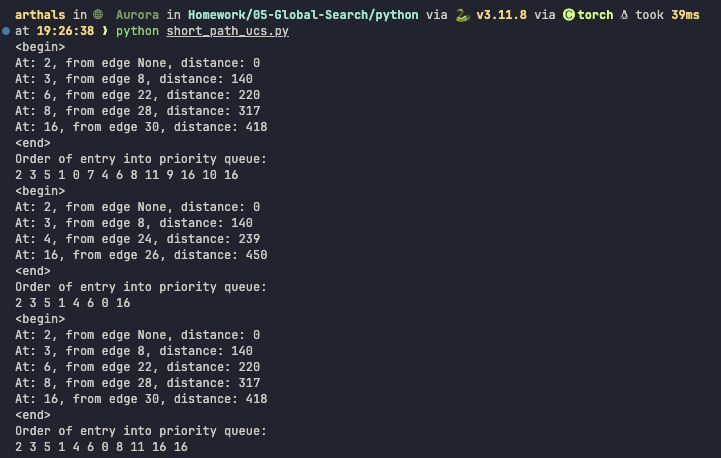 arthals in 🌐 Aurora in Homework/05-Global-Search/python via 🐍 v3.11.8 via 🅒 torch took 39ms
at 19:26:38 ❯ python short_path_ucs.py
<begin>
At: 2, from edge None, distance: 0
At: 3, from edge 8, distance: 140
At: 6, from edge 22, distance: 220
At: 8, from edge 28, distance: 317
At: 16, from edge 30, distance: 418
<end>
Order of entry into priority queue:
2 3 5 1 0 7 4 6 8 11 9 16 10 16
<begin>
At: 2, from edge None, distance: 0
At: 3, from edge 8, distance: 140
At: 4, from edge 24, distance: 239
At: 16, from edge 26, distance: 450
<end>
Order of entry into priority queue:
2 3 5 1 4 6 0 16
<begin>
At: 2, from edge None, distance: 0
At: 3, from edge 8, distance: 140
At: 6, from edge 22, distance: 220
At: 8, from edge 28, distance: 317
At: 16, from edge 30, distance: 418
<end>
Order of entry into priority queue:
2 3 5 1 4 6 0 8 11 16 16